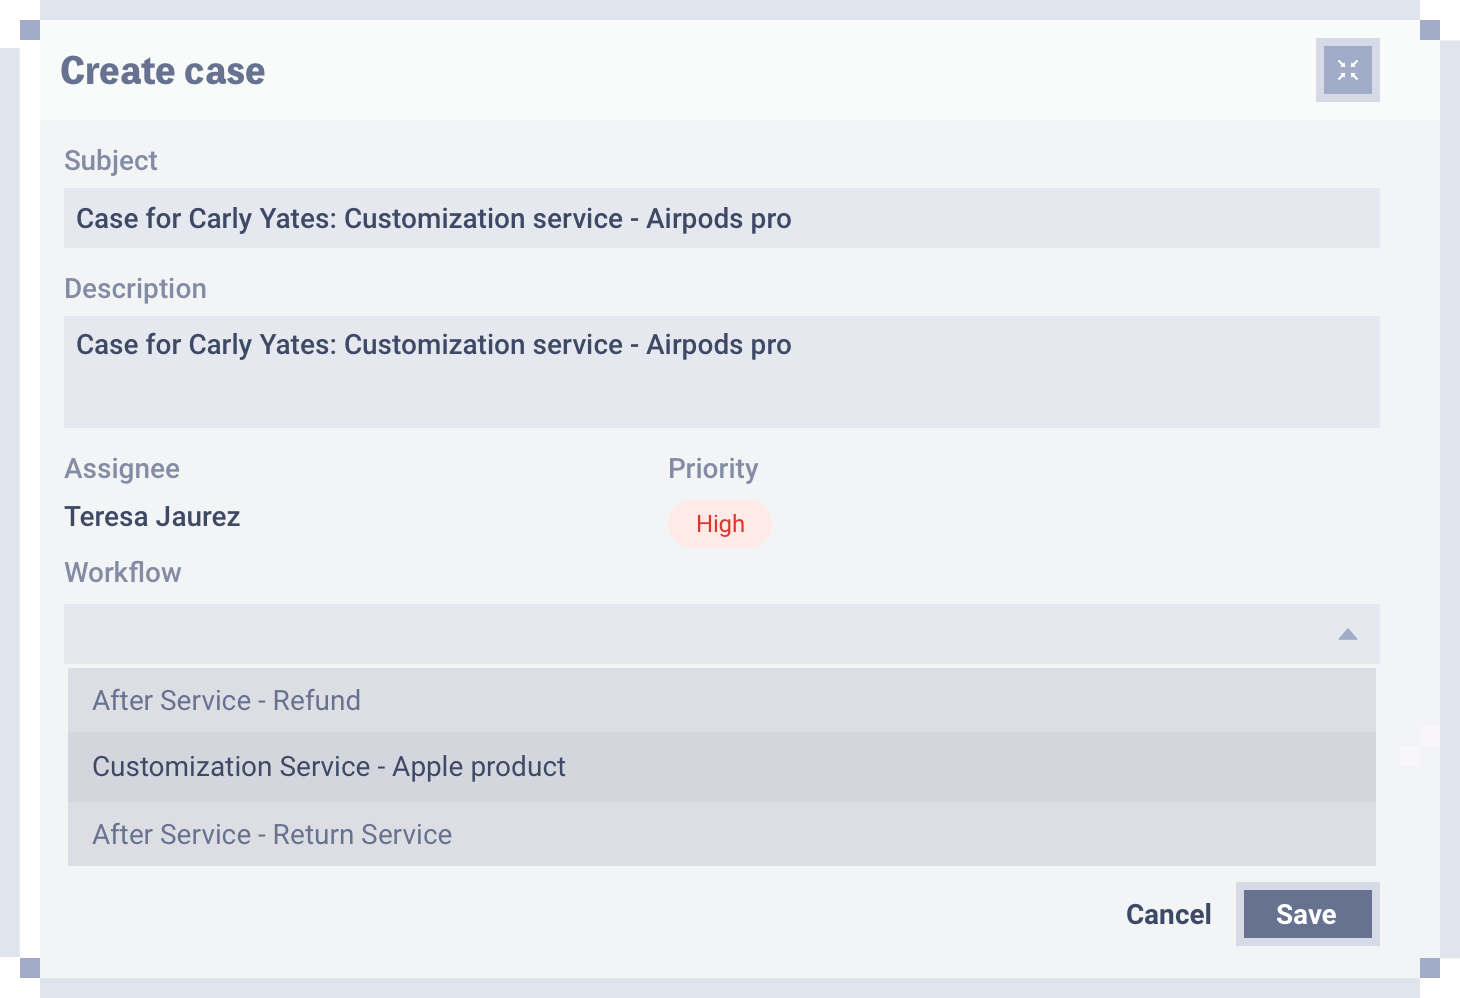 Create case
Subject
Case for Carly Yates: Customization service - Airpods pro
Description
Case for Carly Yates: Customization service - Airpods pro
Assignee
Priority
Teresa Jaurez
High
Workflow
After Service - Refund
Customization Service - Apple product
After Service - Return Service
Cancel
Save